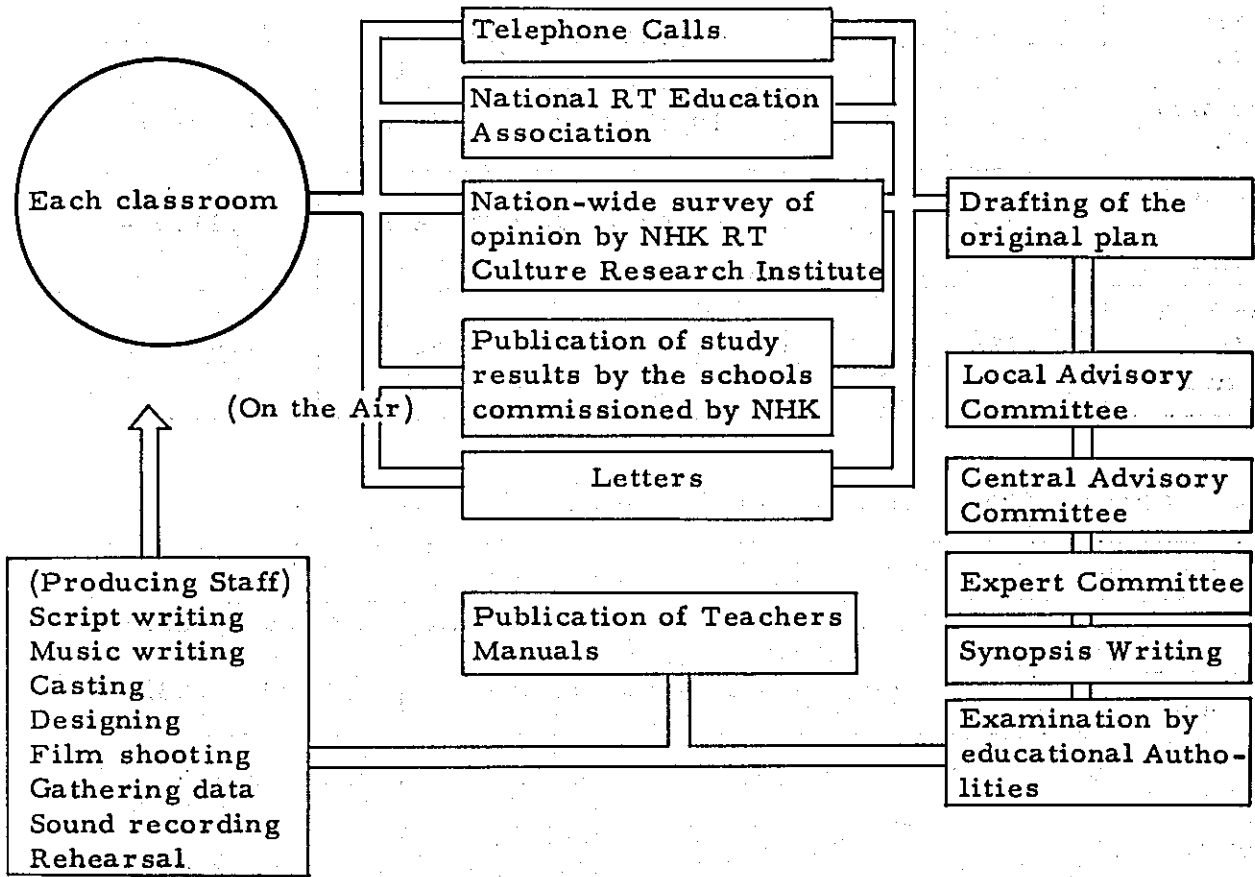 Each classroom
Telephone Calls
National RT Education
Association
Nation-wide survey of
opinion by NHK RT
Culture Research Institute
Publication of study
results by the schools
commissioned by NHK
Letters
Drafting of the
original plan
Local Advisory
Committee
Central Advisory
Committee
Expert Committee
Synopsis Writing
Examination by
educational Autho-
lities
Publication of Teachers
Manuals
(Producing Staff)
Script writing
Music writing
Casting
Designing
Film shooting
Gathering data
Sound recording
Rehearsal
(On the Air)